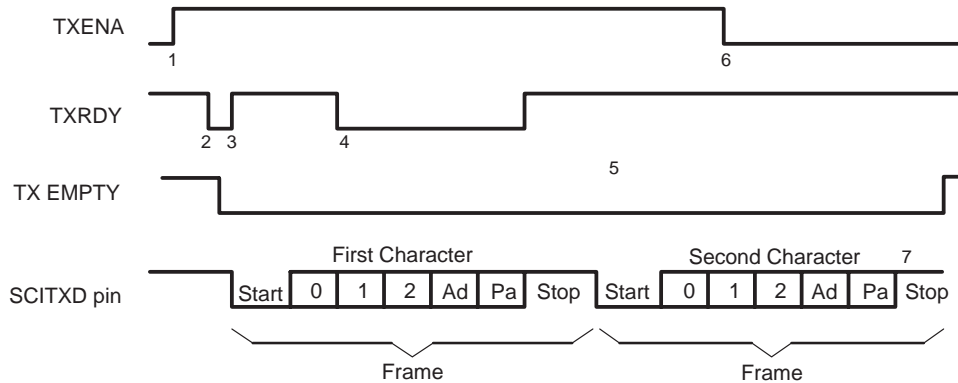 TXENA
1
6
TXRDY
2
3
4
5
TX EMPTY
First Character
Second Character
7
SCITXD pin
Start 0 1 2 Ad Pa Stop Start 0 1 2 Ad Pa Stop
Frame
Frame